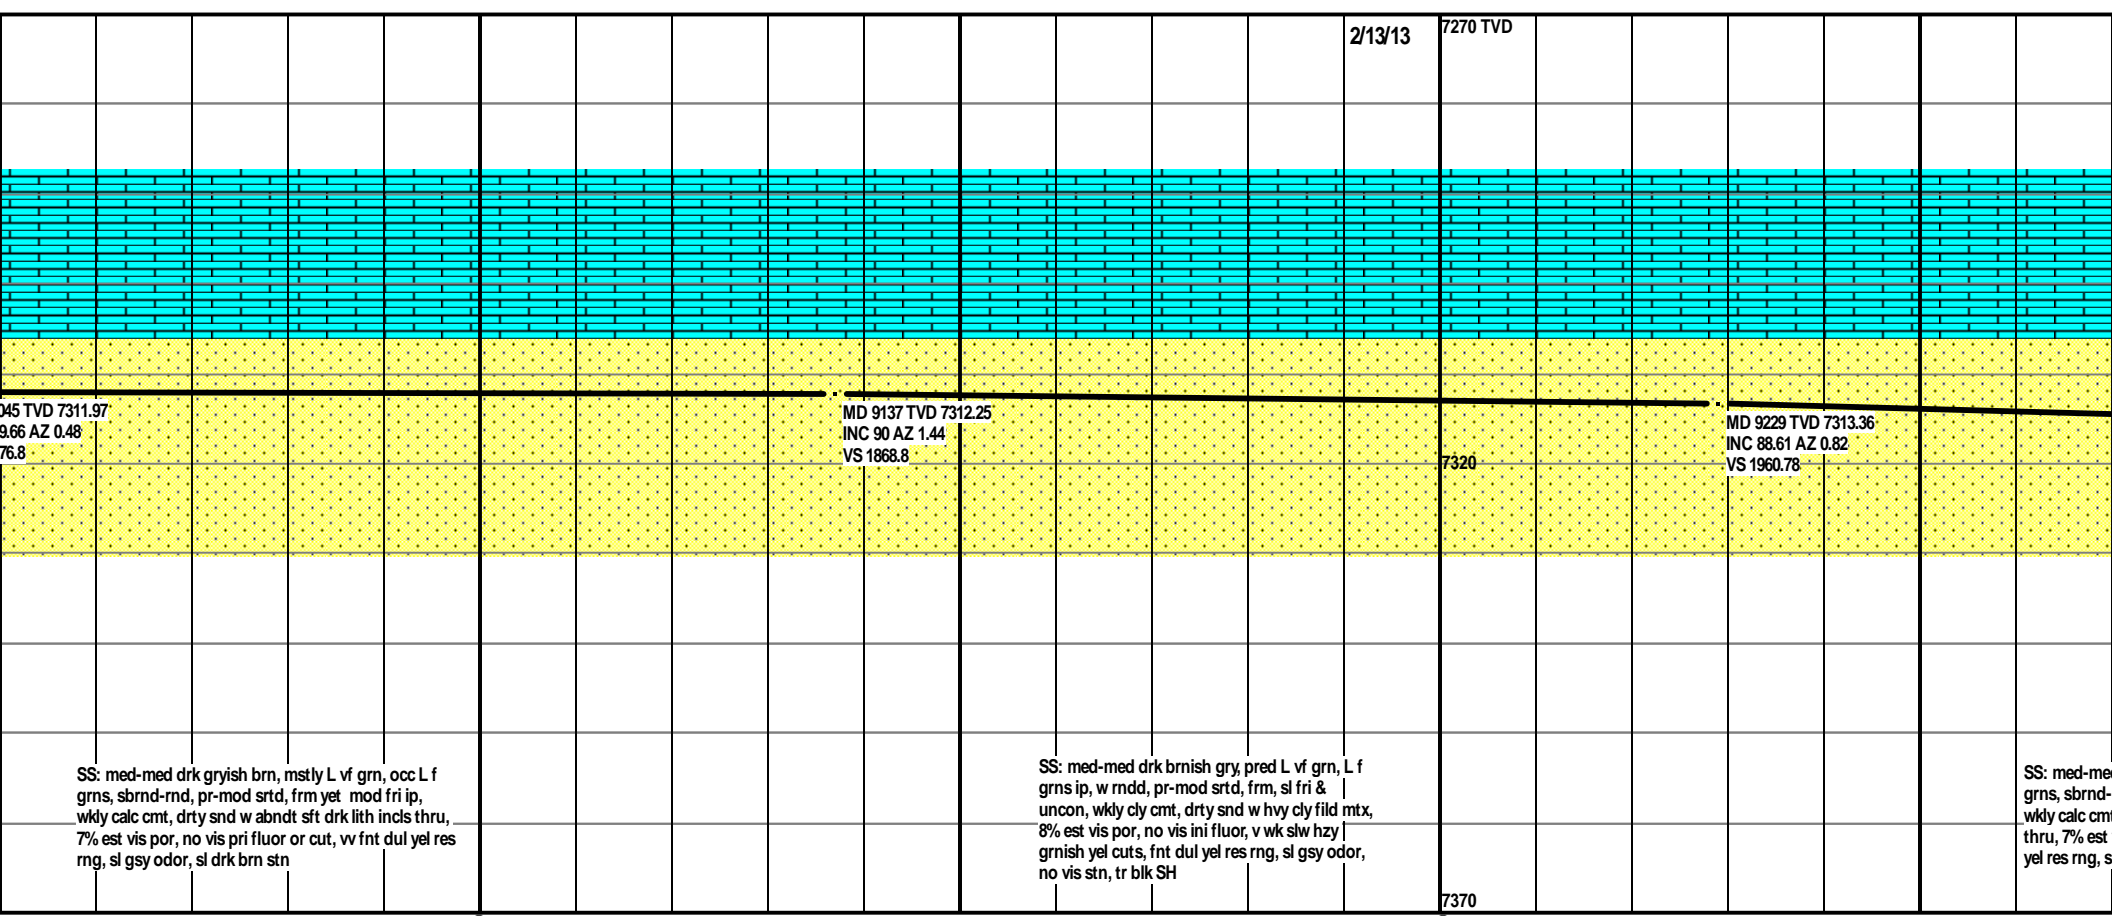 2/13/13
7270 TVD
045 TVD 7311.97
9.66 AZ 0.48
76.8
MD 9137 TVD 7312.25
INC 90 AZ 1.44
VS 1868.8
MD 9229 TVD 7313.36
INC 88.61 AZ 0.82
VS 1960.78
7320
SS: med-med drk gryish brn, mstly L vf grn, occ L f
grns, sbrnd-rnd, pr-mod srtd, frm yet mod fri ip,
wkly calc cmt, drty snd w abndt sft drk lith incls thru,
7% est vis por, no vis pri fluor or cut, vv fnt dul yel res
rng, sl gsy odor, sl drk brn stn
SS: med-med drk brnish gry, pred L vf grn, L f
grns ip, w rndd, pr-mod srtd, frm, sl fri &
uncon, wkly cly cmt, drty snd w hvy cly fild mtx,
8% est vis por, no vis ini fluor, v wk slw hzy
grnish yel cuts, fnt dul yel res rng, sl gsy odor,
no vis stn, tr blk SH
SS: med-med
grns, sbrnd-
wkly calc cmt
thru, 7% est
yel res rng, s
7370